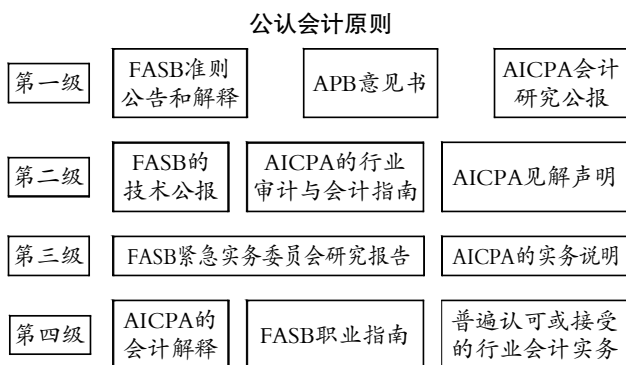 公认会计原则
第一级
FASB准则
公告和解释
APB意见书
AICPA会计
研究公报
第二级
FASB的
技术公报
AICPA的行业
审计与会计指南
AICPA见解声明
第三级
FASB紧急实务委员会研究报告
AICPA的实务说明
第四级
AICPA的
会计解释
FASB职业指南
普遍认可或接受
的行业会计实务